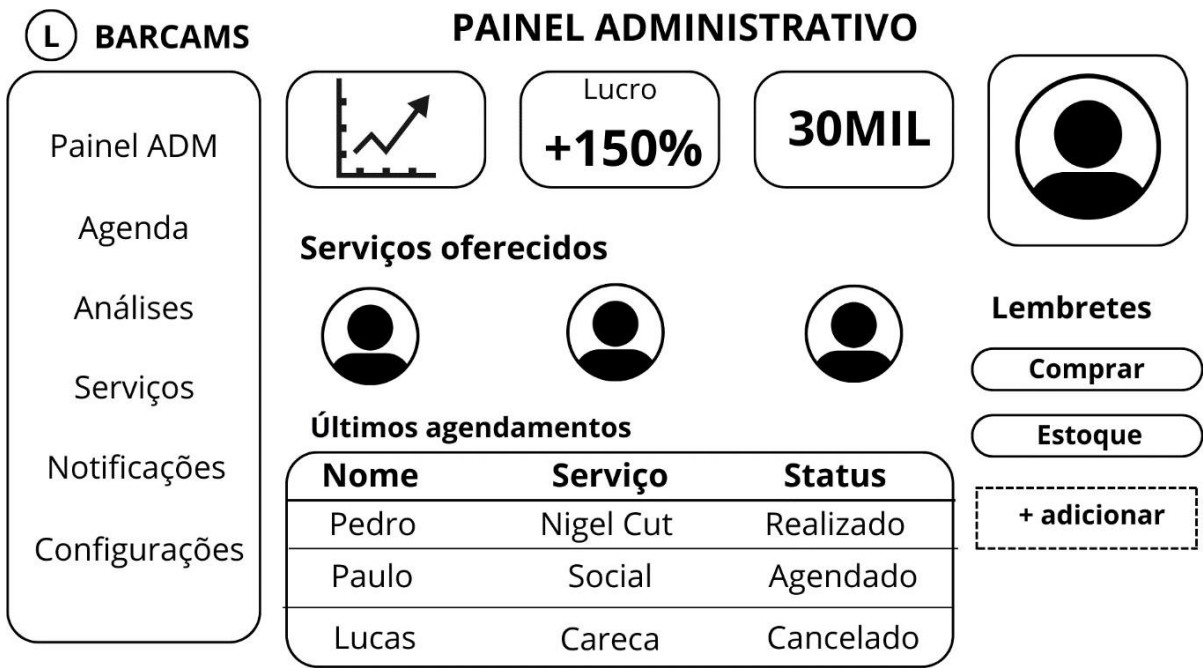 L BARCAMS
PAINEL ADMINISTRATIVO
Painel ADM
Agenda
Análises
Serviços
Notificações
Configurações
Lucro
+150%
30MIL
Serviços oferecidos
Últimos agendamentos
Nome Serviço Status
Pedro Nigel Cut Realizado
Paulo Social Agendado
Lucas Careca Cancelado
Lembretes
Comprar
Estoque
+ adicionar